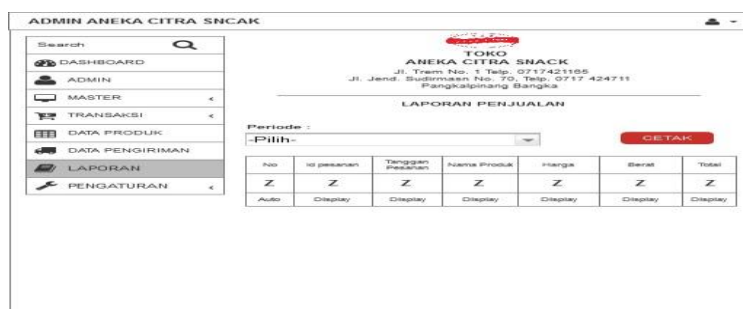 ADMIN ANEKA CITRA SNCAK
Search
DASHBOARD
ADMIN
MASTER
TRANSAKSI
DATA PRODUK
DATA PENGIRIMAN
LAPORAN
PENGATURAN
TOKO
ANEKA CITRA SNACK
Jl. Trem No. 1 Telp. 0717421165
Jl. Jend. Sudirmasn No. 70, Telp. 0717 424711
Pangkalpinang Bangka
LAPORAN PENJUALAN
Periode :
-Pilih-
CETAK
No Id pesanan Tanggan Pesanan Nama Produk Harga Berat Total
Z Z Z Z Z Z Z
Auto Display Display Display Display Display Display